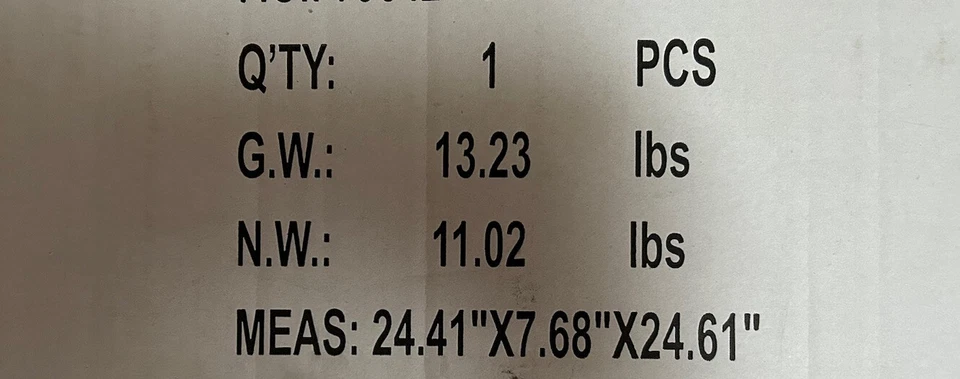 Q'TY: 1 PCS
G.W.: 13.23 lbs
N.W.: 11.02 lbs
MEAS: 24.41"X7.68"X24.61"